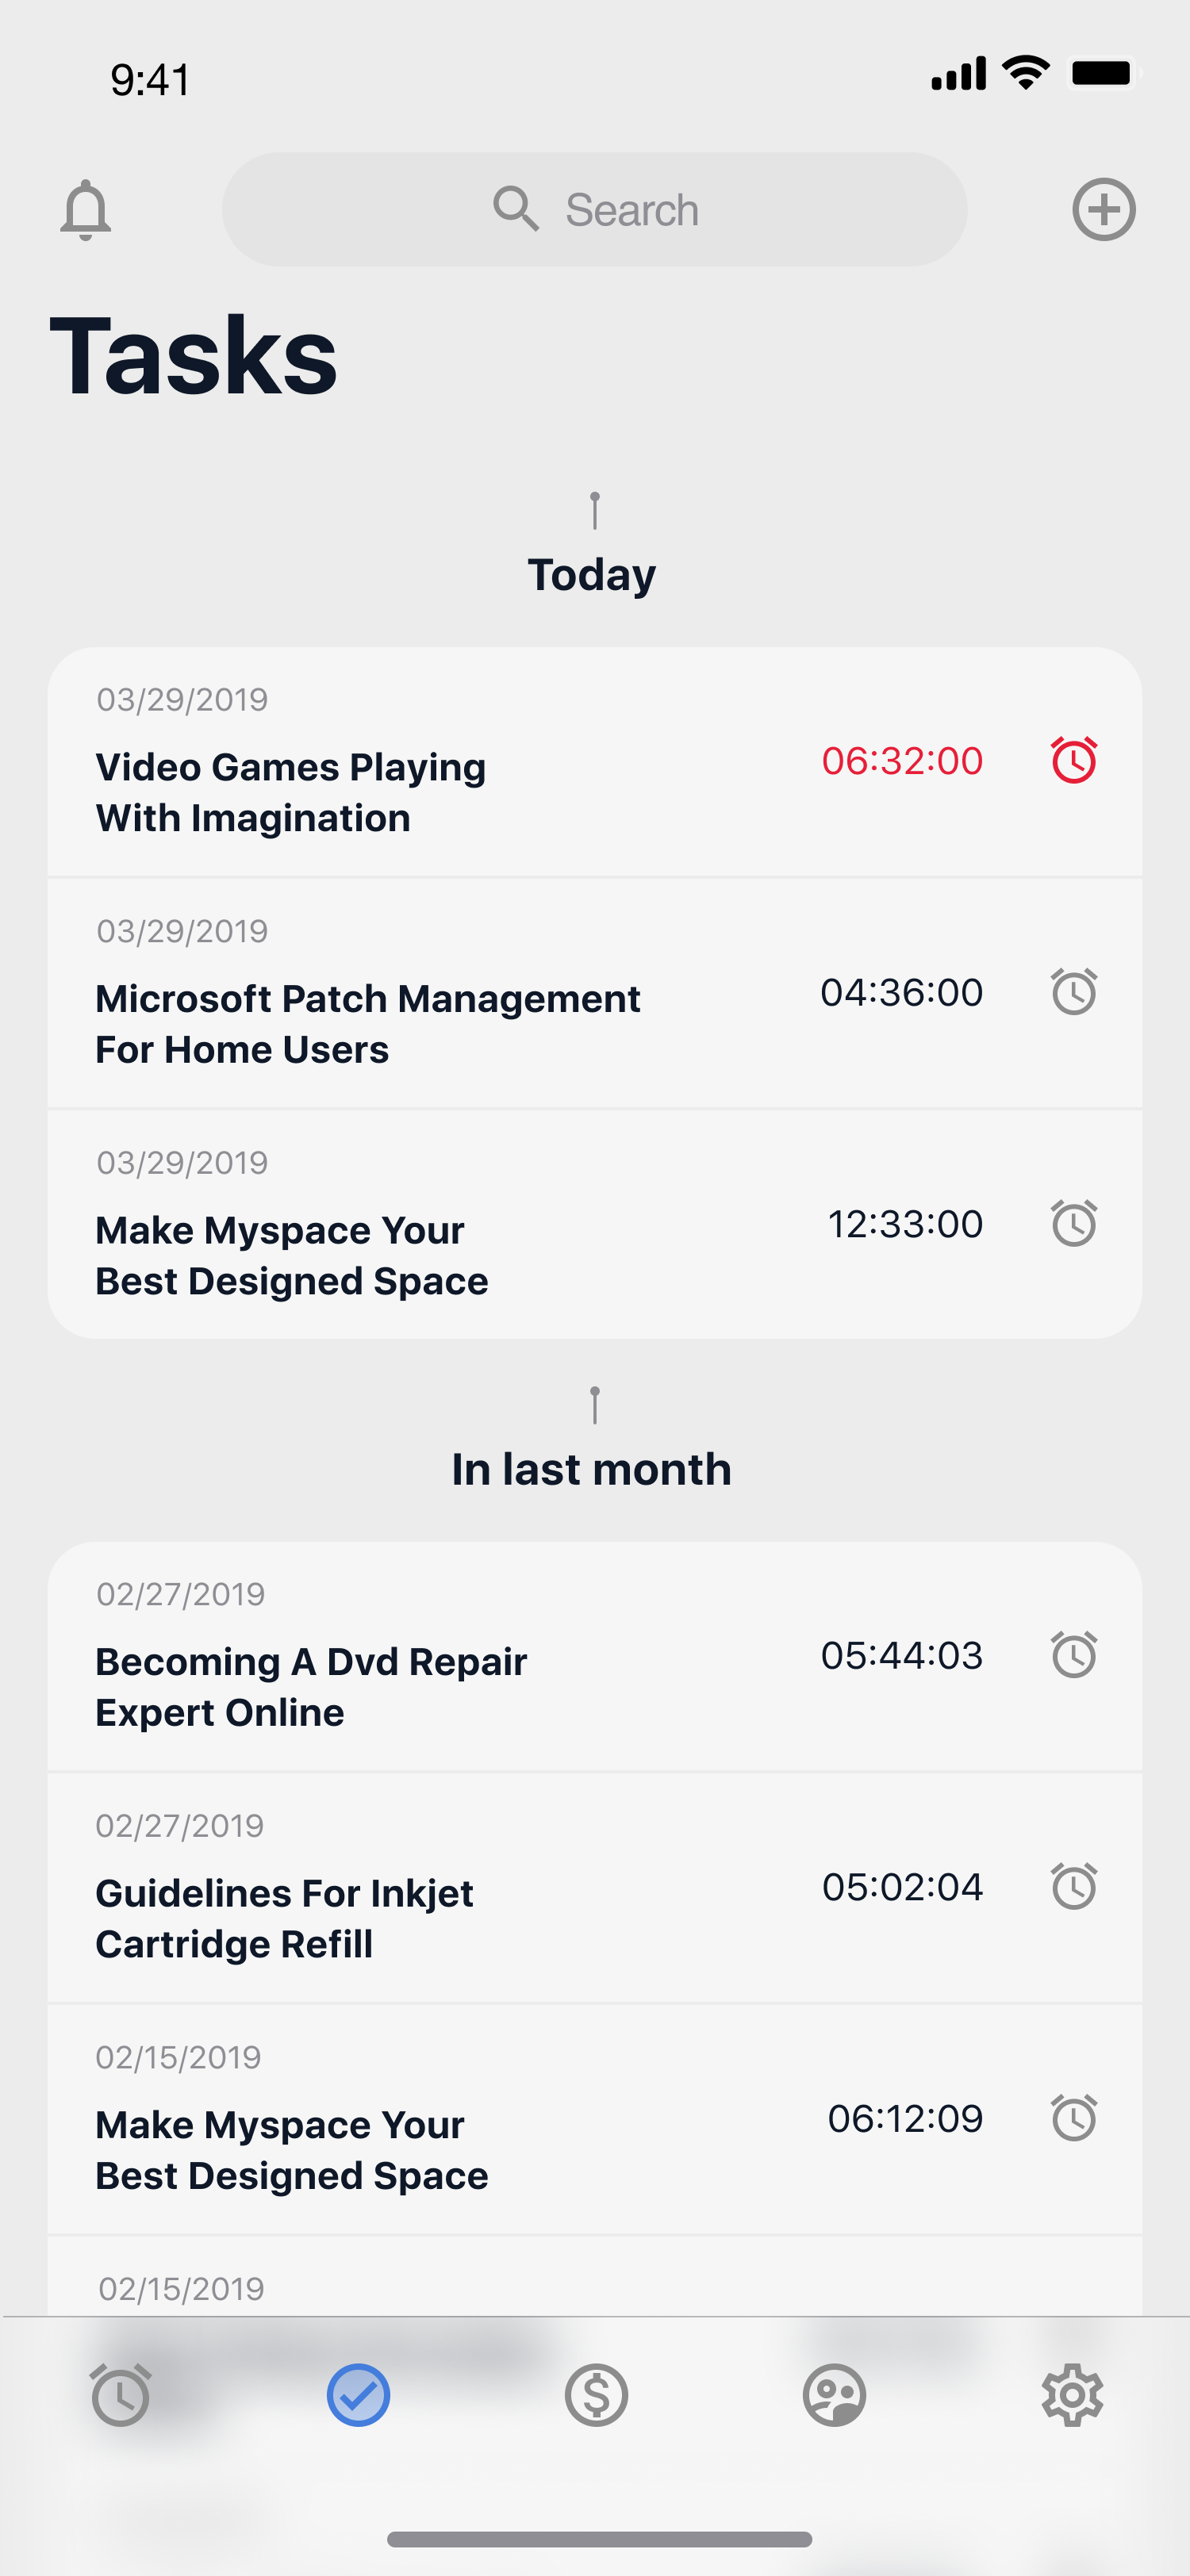 9:41
Search
Tasks
Today
03/29/2019
Video Games Playing
With Imagination
06:32:00
03/29/2019
Microsoft Patch Management
For Home Users
04:36:00
03/29/2019
Make Myspace Your
Best Designed Space
12:33:00
In last month
02/27/2019
Becoming A Dvd Repair
Expert Online
05:44:03
02/27/2019
Guidelines For Inkjet
Cartridge Refill
05:02:04
02/15/2019
Make Myspace Your
Best Designed Space
06:12:09
02/15/2019